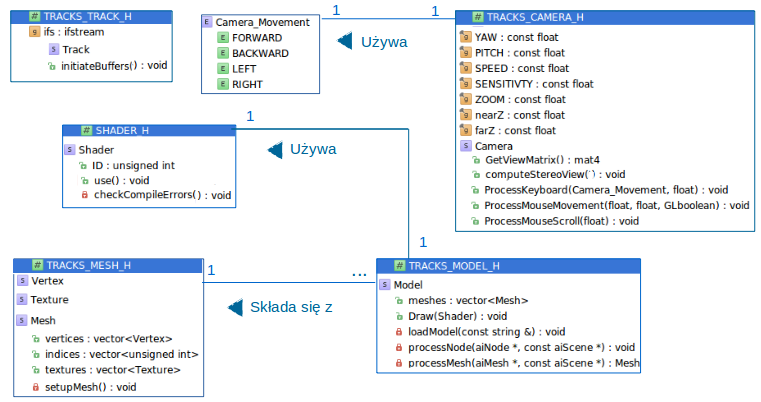 # TRACKS_TRACK_H
g ifs : ifstream
S Track
initiateBuffers() : void
E Camera_Movement
E FORWARD
E BACKWARD
E LEFT
E RIGHT
1
1
Używa
# TRACKS_CAMERA_H
g YAW : const float
g PITCH : const float
g SPEED : const float
g SENSITIVTY : const float
g ZOOM : const float
g nearZ : const float
g farZ : const float
S Camera
GetViewMatrix() : mat4
computeStereoView(`) : void
ProcessKeyboard(Camera_Movement, float) : void
ProcessMouseMovement(float, float, GLboolean) : void
ProcessMouseScroll(float) : void
# SHADER_H
S Shader
ID : unsigned int
use() : void
checkCompileErrors() : void
1
Używa
1
# TRACKS_MESH_H
S Vertex
S Texture
S Mesh
vertices : vector<Vertex>
indices : vector<unsigned int>
textures : vector<Texture>
setupMesh() : void
1
...
Składa się z
# TRACKS_MODEL_H
S Model
meshes : vector<Mesh>
Draw(Shader) : void
loadModel(const string &) : void
processNode(aiNode *, const aiScene *) : void
processMesh(aiMesh *, const aiScene *) : Mesh